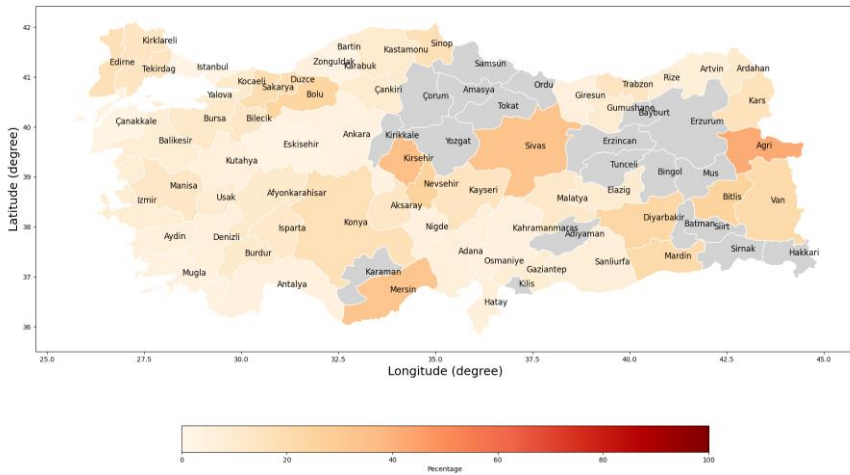 42
41
40
39
38
37
36
Latitude (degree)
Kirklareli
Edirne
Tekirdag
Istanbul
Bartin
Zonguldak
Karabuk
Kastamonu
Sinop
Samsun
Ordu
Giresun
Trabzon
Rize
Artvin
Ardahan
Kocaeli
Yalova
Sakarya
Duzce
Bolu
Çankiri
Çorum
Amasya
Tokat
Gumushane
Bayburt
Erzurum
Kars
Çanakkale
Balikesir
Bursa
Bilecik
Eskisehir
Ankara
Kirikkale
Yozgat
Kirsehir
Sivas
Erzincan
Tunceli
Bingol
Mus
Agri
Kutahya
Manisa
Izmir
Usak
Afyonkarahisar
Nevsehir
Aksaray
Kayseri
Malatya
Elazig
Diyarbakir
Bitlis
Van
Aydin
Denizli
Isparta
Burdur
Konya
Nigde
Kahramanmaras
Adiyaman
Batman
Siirt
Mardin
Sirnak
Hakkari
Mugla
Antalya
Karaman
Mersin
Adana
Osmaniye
Gaziantep
Kilis
Sanliurfa
Hatay
25.0 27.5 30.0 32.5 35.0 37.5 40.0 42.5 45.0
Longitude (degree)
0 20 40 60 80 100
Pecentage